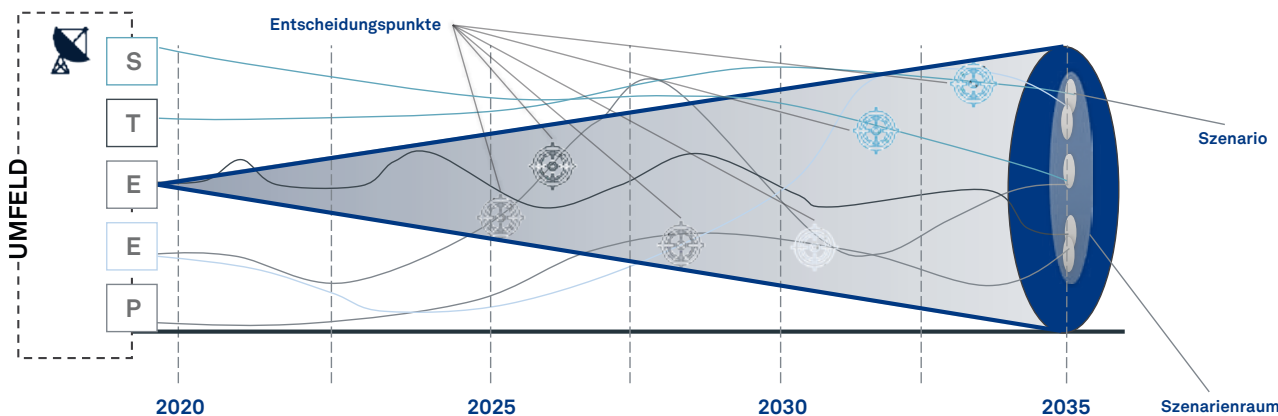 Entscheidungspunkte
UMFELD
S
T
E
E
P
Szenario
Szenarienraum
2020
2025
2030
2035